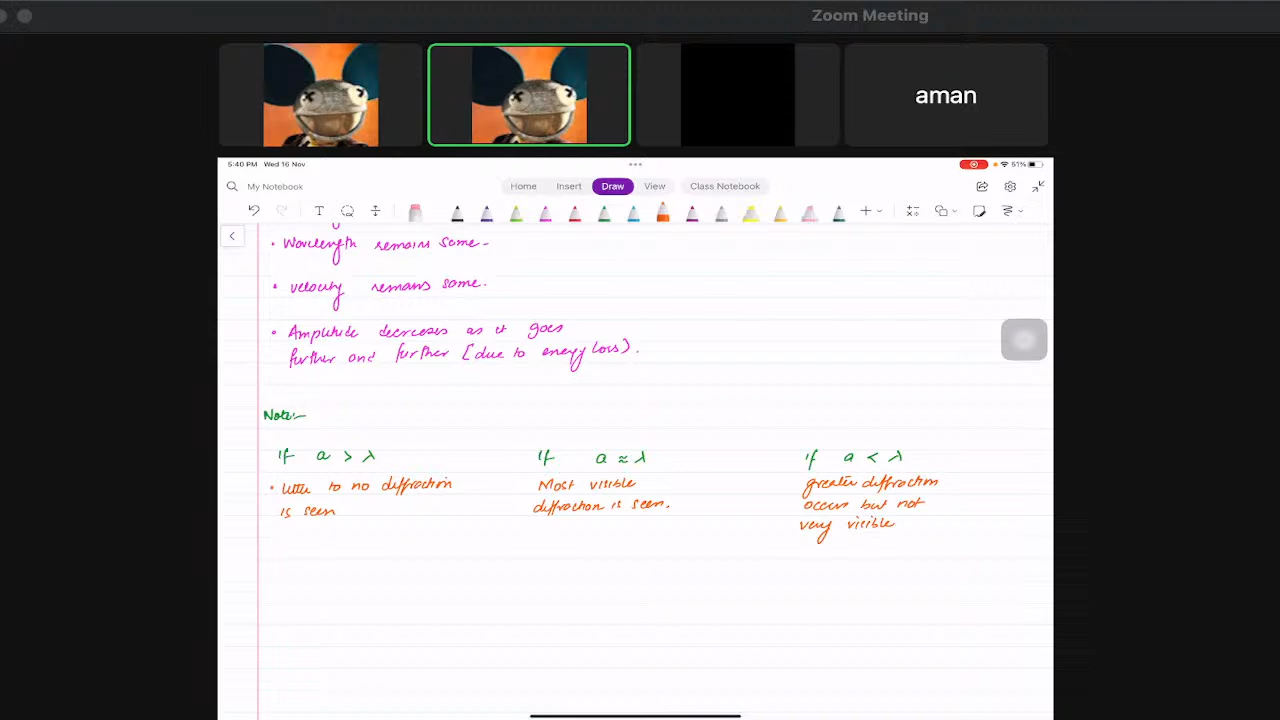 Zoom Meeting
aman
5:40 PM Wed 16 Nov
51%
My Notebook
Home Insert Draw View Class Notebook
• Wavelength remains same-
• Velocity remains same.
• Amplitude decreases as it goes
further and further [due to energy loss).
Note:-
If a > λ
• little to no diffraction
is seen
If a ≈ λ
Most visible
diffraction is seen.
if a < λ
greater diffraction
occurs but not
very visible